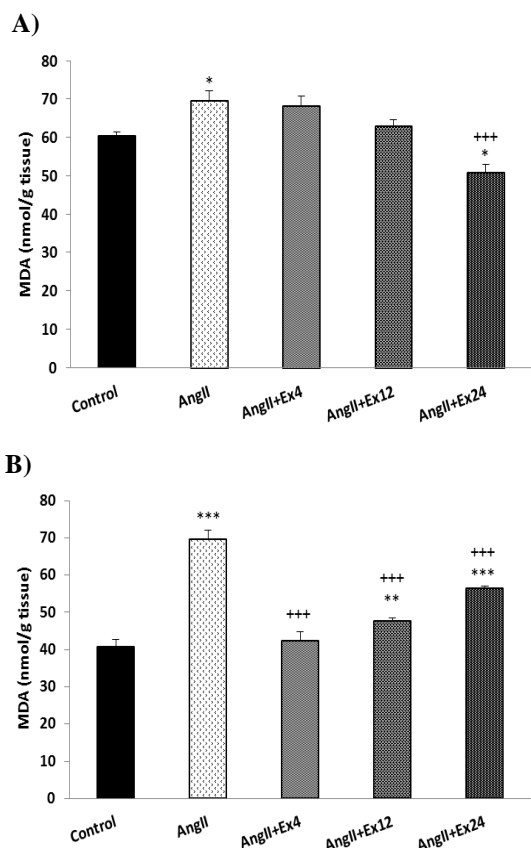 A)
MDA (nmol/g tissue)
80
70
60
50
40
30
20
10
0
*
+++
*
Control
AngII
AngII+Ex4
AngII+Ex12
AngII+Ex24
B)
MDA (nmol/g tissue)
80
70
60
50
40
30
20
10
0
***
+++
+++
**
+++
***
Control
AngII
AngII+Ex4
AngII+Ex12
AngII+Ex24